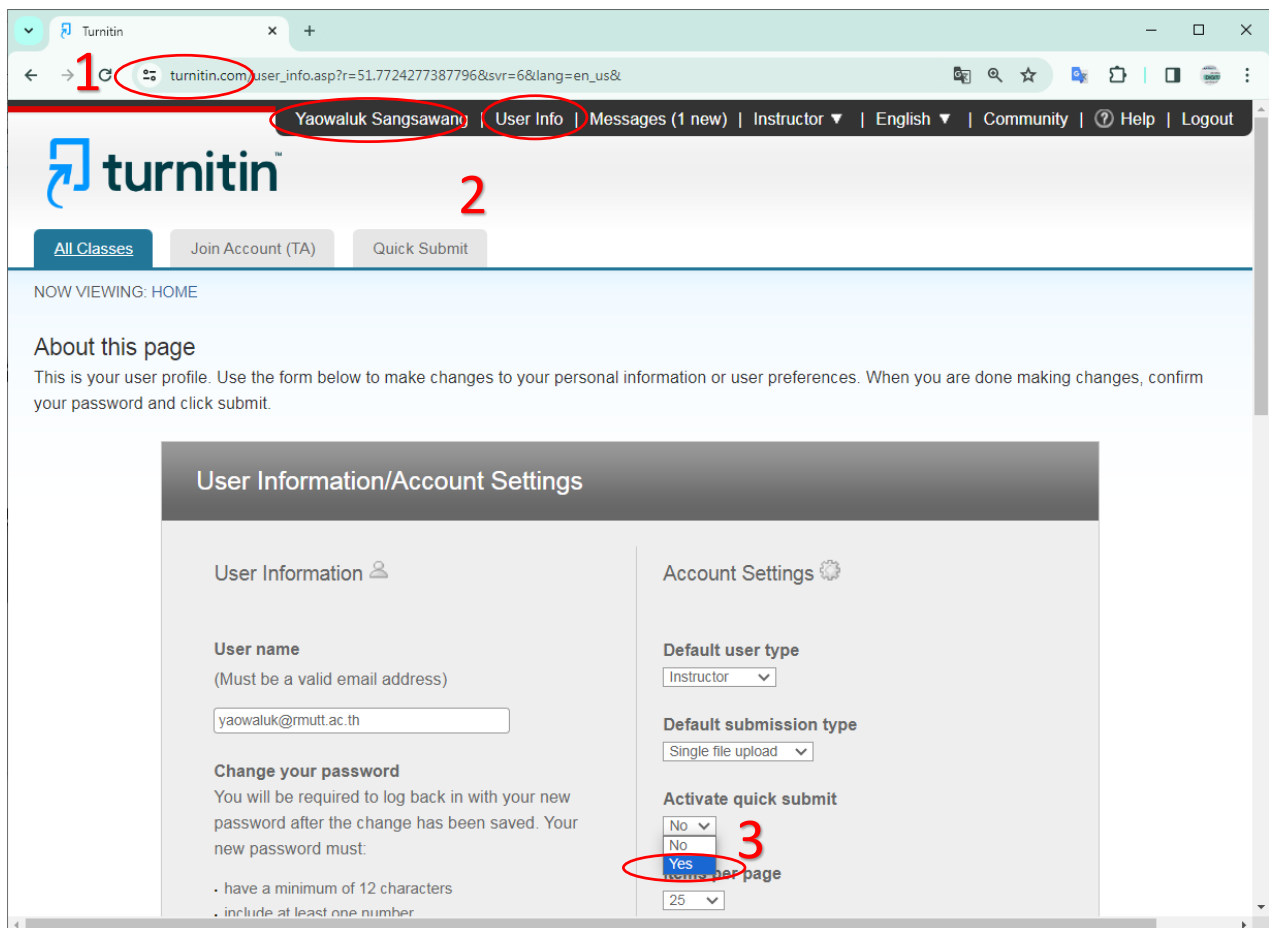 Turnitin
1
turnitin.com/user_info.asp?r=51.7724277387796&svr=6&lang=en_us&
Yaowaluk Sangsawang | User Info | Messages (1 new) | Instructor ▼ | English ▼ | Community | ? Help | Logout
turnitin™
2
All Classes
Join Account (TA)
Quick Submit
NOW VIEWING: HOME
About this page
This is your user profile. Use the form below to make changes to your personal information or user preferences. When you are done making changes, confirm
your password and click submit.
User Information/Account Settings
User Information
User name
(Must be a valid email address)
yaowaluk@rmutt.ac.th
Change your password
You will be required to log back in with your new
password after the change has been saved. Your
new password must:
• have a minimum of 12 characters
• include at least one number
Account Settings
Default user type
Instructor
Default submission type
Single file upload
Activate quick submit
No
No
Yes
3
Items per page
25